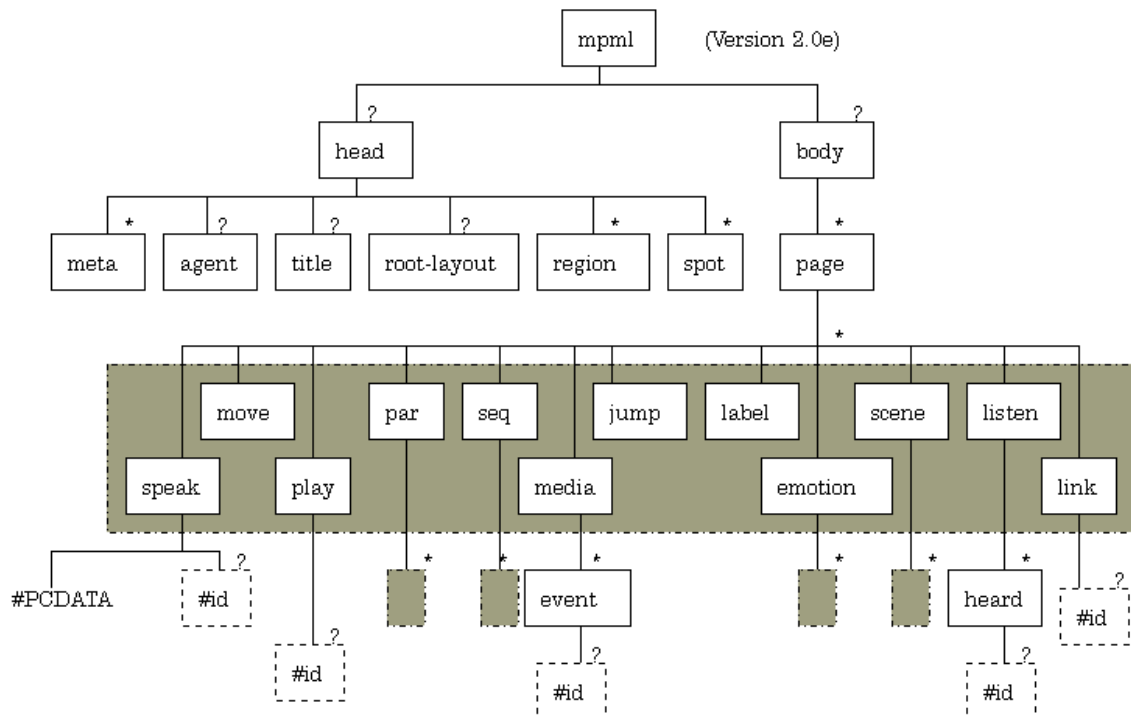 mpml (Version 2.0e)
? ?
head body
* ? ? ? * * *
meta agent title root-layout region spot page
*
move par seq jump label scene listen
speak play media emotion link
? * * * * * * ?
#PCDATA #id event heard #id
? ? ?
#id #id #id